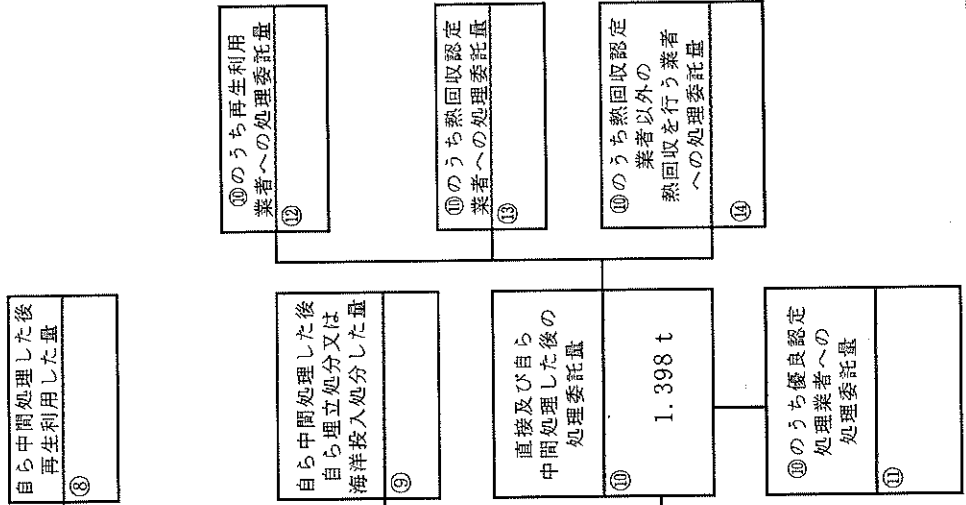 自ら中間処理した後
再生利用した量
⑧
自ら中間処理した後
自ら埋立処分又は
海洋投入処分した量
⑨
直接及び自ら
中間処理した後の
処理委託量
⑩
1.398 t
⑩のうち優良認定
処理業者への
処理委託量
⑪
⑩のうち再生利用
業者への処理委託量
⑫
⑩のうち熱回収認定
業者への処理委託量
⑬
⑩のうち熱回収認定
業者以外の
熱回収を行う業者
への処理委託量
⑭